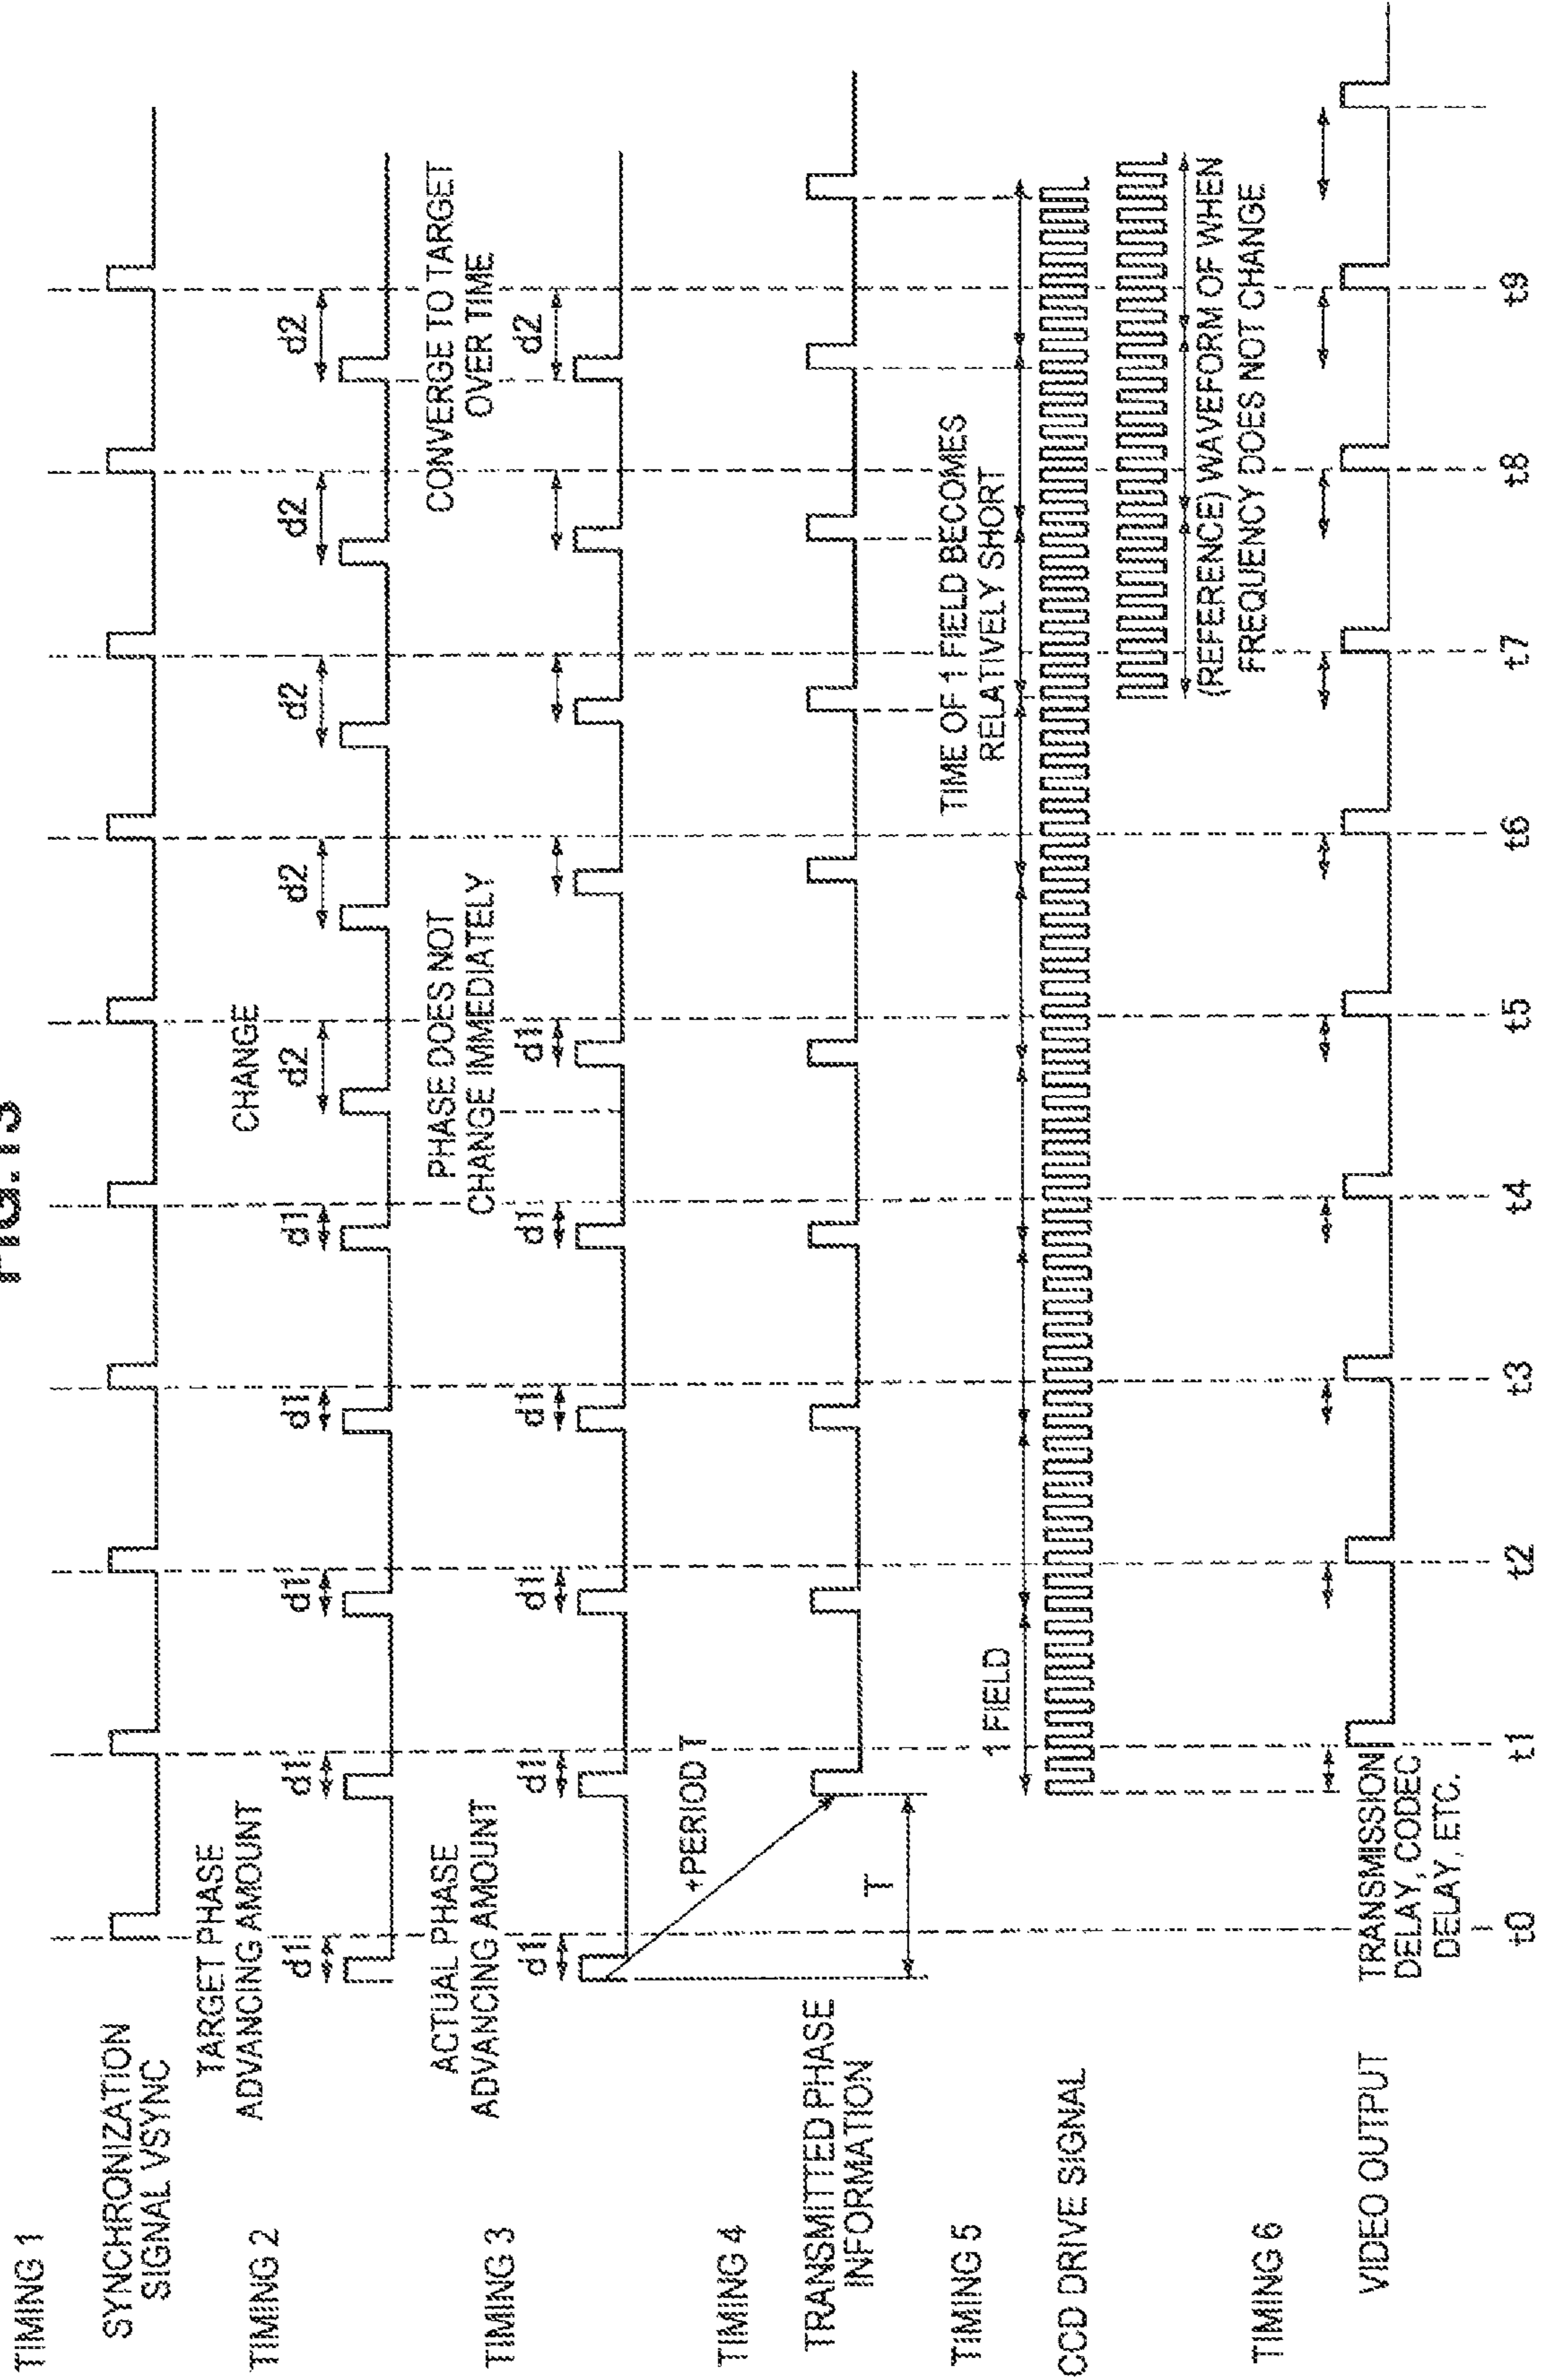 FIG.13
TIMING 1
SYNCHRONIZATION
SIGNAL VSYNC
TIMING 2
TARGET PHASE
ADVANCING AMOUNT
d1
d1
d1
d1
d1
CHANGE
d2
d2
d2
d2
d2
TIMING 3
ACTUAL PHASE
ADVANCING AMOUNT
d1
d1
d1
d1
d1
d1
PHASE DOES NOT
CHANGE IMMEDIATELY
CONVERGE TO TARGET
OVER TIME
d2
TIMING 4
TRANSMITTED PHASE
INFORMATION
+PERIOD T
T
TIMING 5
CCD DRIVE SIGNAL
1 FIELD
TIME OF 1 FIELD BECOMES
RELATIVELY SHORT
(REFERENCE) WAVEFORM OF WHEN
FREQUENCY DOES NOT CHANGE
TIMING 6
VIDEO OUTPUT
TRANSMISSION
DELAY, CODEC
DELAY, ETC.
t0
t1
t2
t3
t4
t5
t6
t7
t8
t9